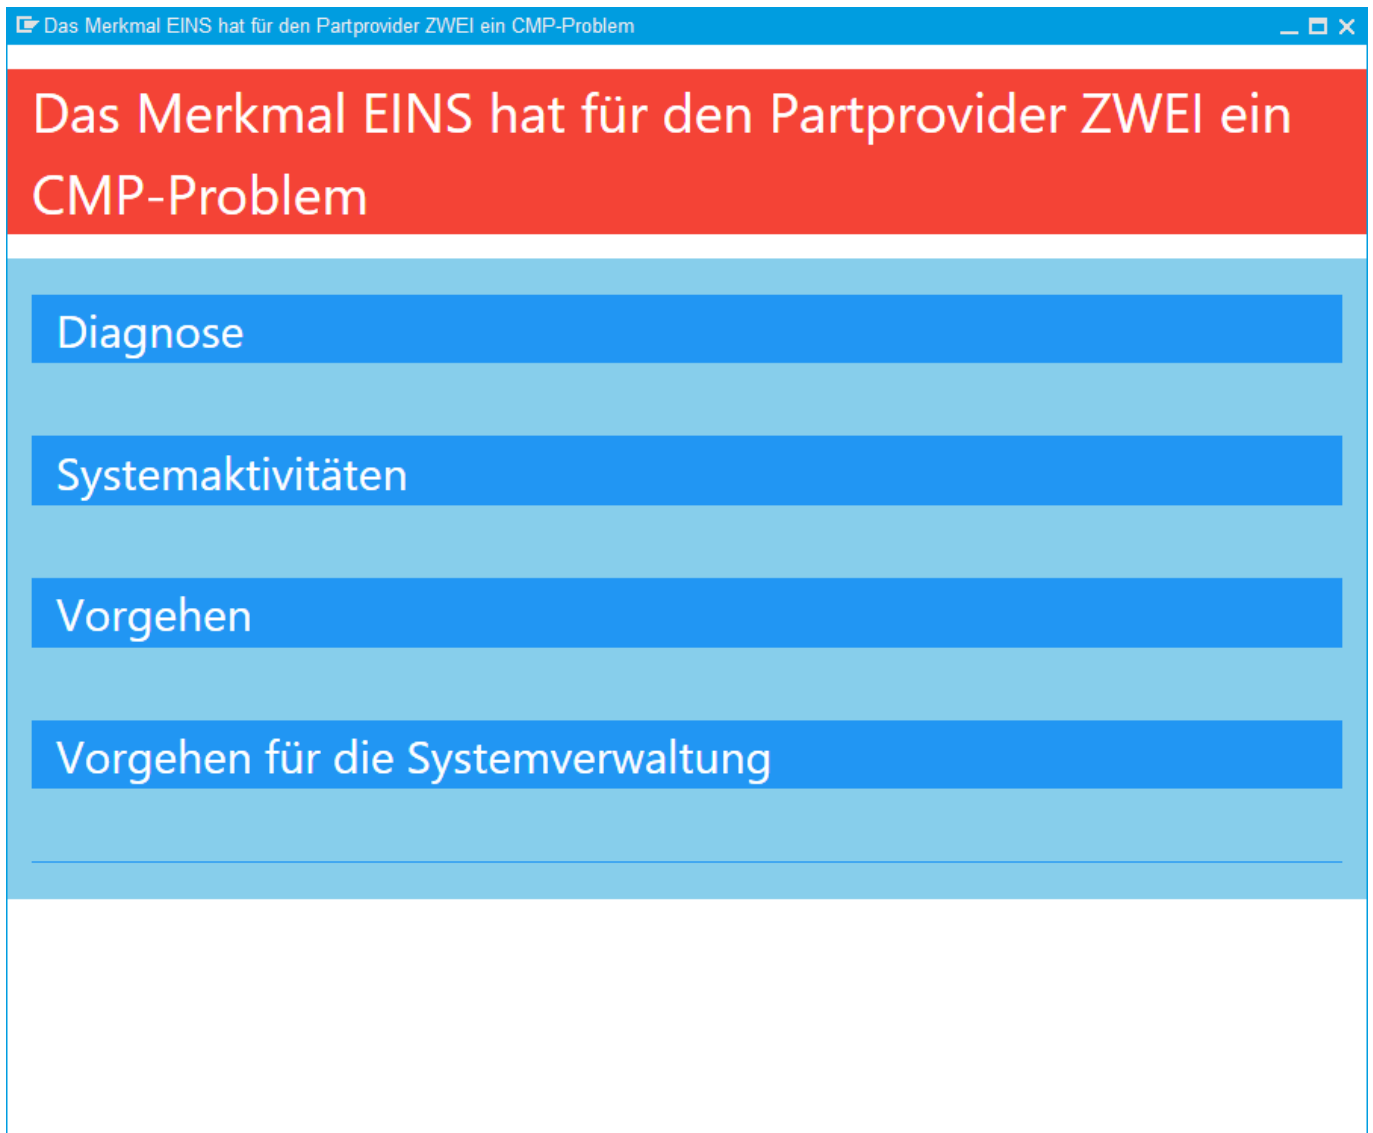 Das Merkmal EINS hat für den Partprovider ZWEI ein CMP-Problem
Das Merkmal EINS hat für den Partprovider ZWEI ein
CMP-Problem
Diagnose
Systemaktivitäten
Vorgehen
Vorgehen für die Systemverwaltung